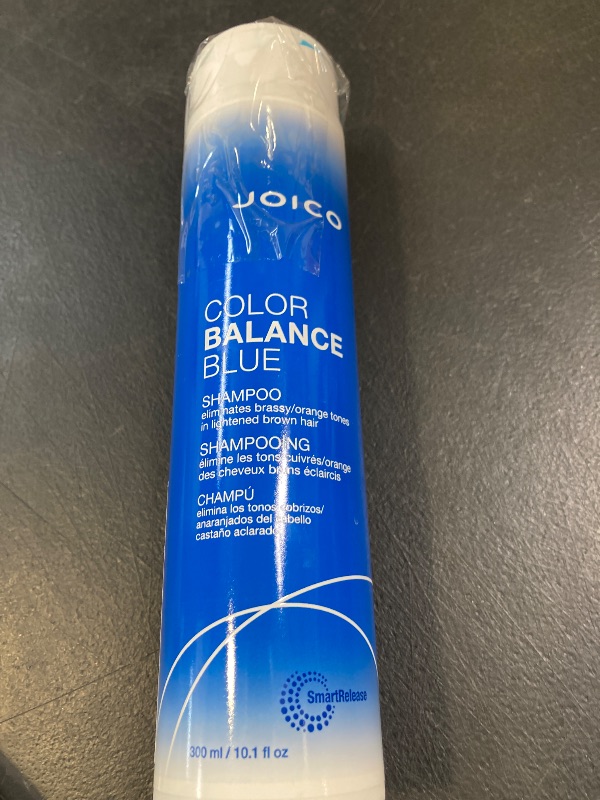 JOICO
COLOR
BALANCE
BLUE
SHAMPOO
eliminates brassy/orange tones
in lightened brown hair
SHAMPOOING
élimine les tons cuivrés/orange
des cheveux bruns éclaircis
CHAMPÚ
elimina los tonos cobrizos/
anaranjados del cabello
castaño aclarado
SmartRelease
300 ml / 10.1 fl oz